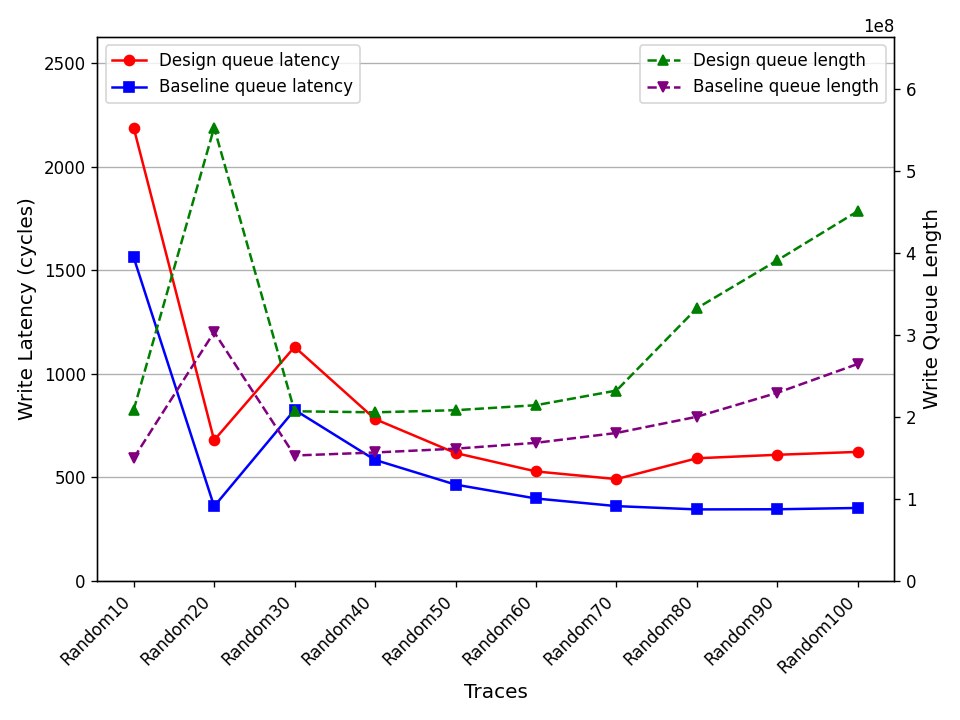 1e8
Design queue latency
Baseline queue latency
Design queue length
Baseline queue length
2500
2000
1500
1000
500
0
Write Latency (cycles)
6
5
4
3
2
1
0
Write Queue Length
Random10
Random20
Random30
Random40
Random50
Random60
Random70
Random80
Random90
Random100
Traces